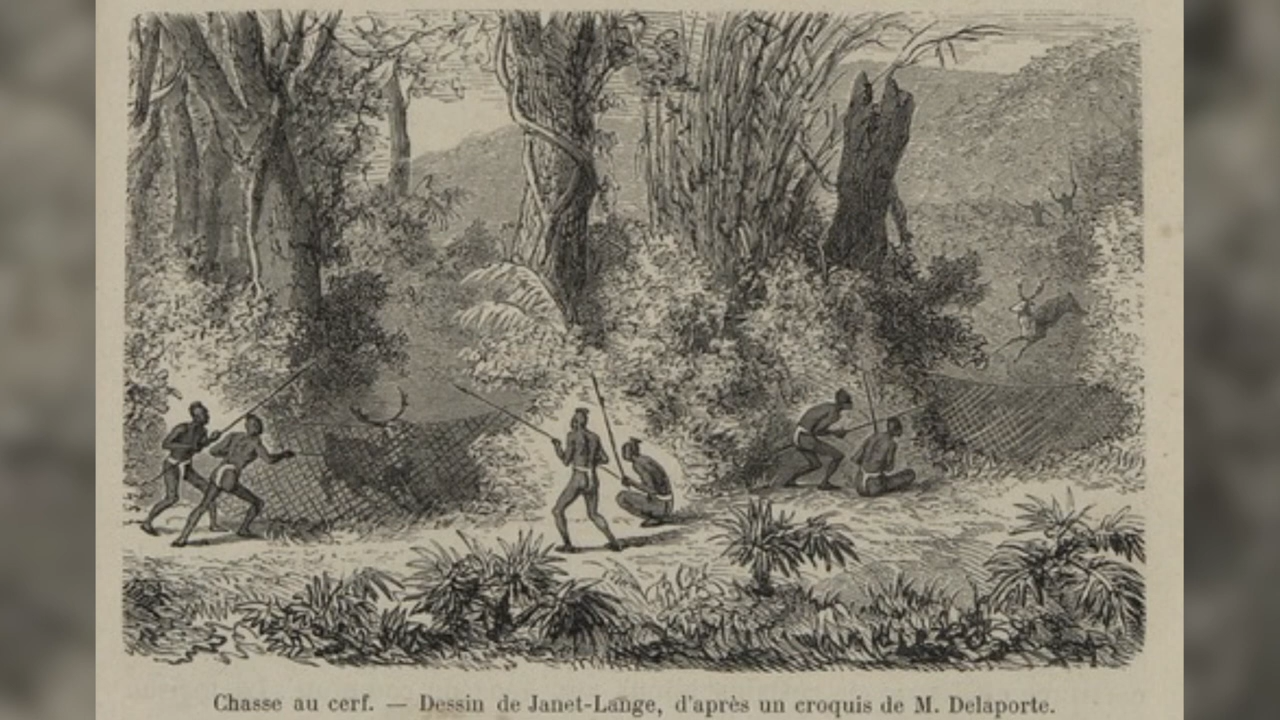 Chasse au cerf. — Dessin de Janet-Lange, d'après un croquis de M. Delaporte.